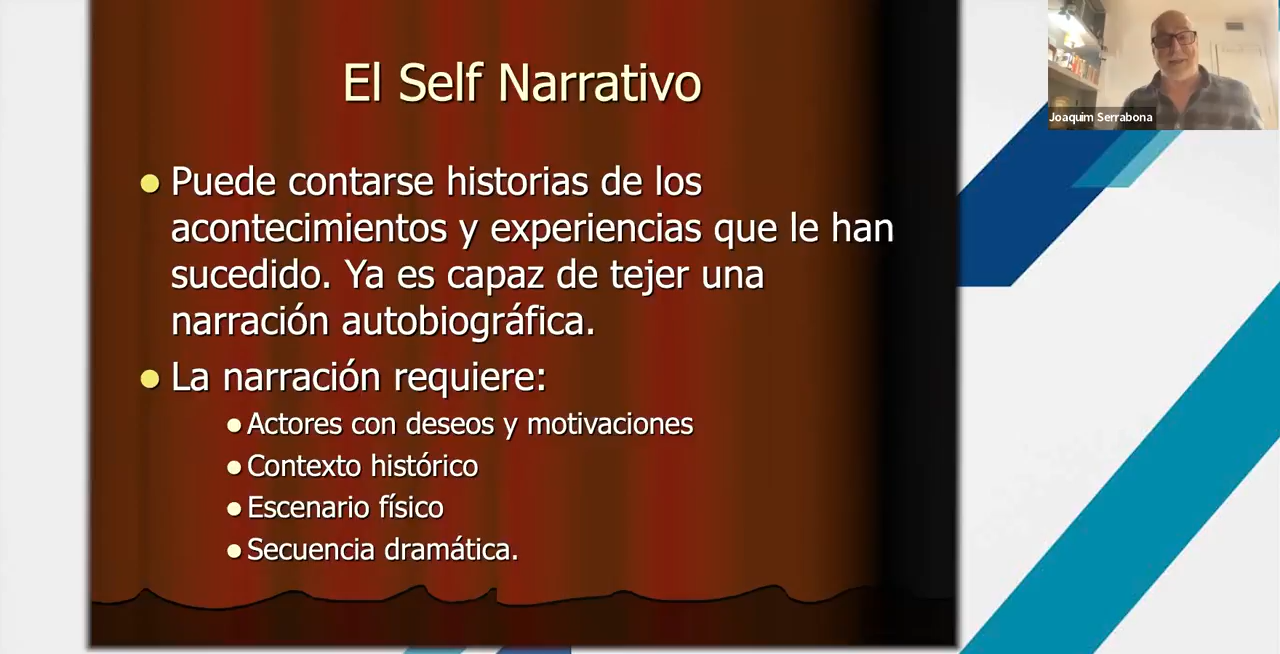 El Self Narrativo
Puede contarse historias de los
acontecimientos y experiencias que le han
sucedido. Ya es capaz de tejer una
narración autobiográfica.
La narración requiere:
Actores con deseos y motivaciones
Contexto histórico
Escenario físico
Secuencia dramática.
Joaquim Serrabona